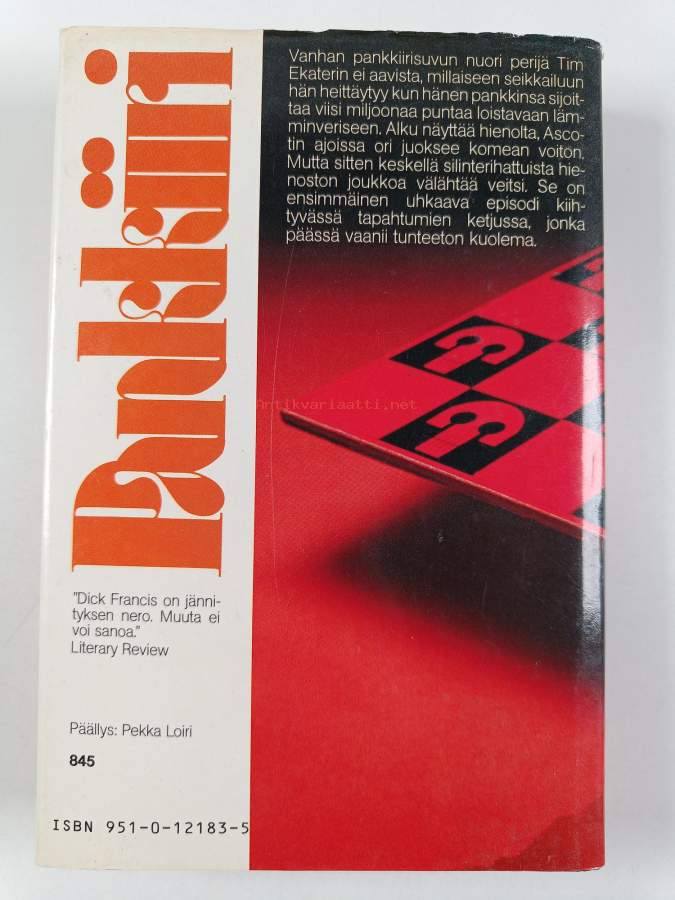 Pankkiiri
Vanhan pankkiirisuvun nuori perijä Tim
Ekaterin ei aavista, millaiseen seikkailuun
hän heittäytyy kun hänen pankkinsa sijoit-
taa viisi miljoonaa puntaa loistavaan läm-
minveriseen. Alku näyttää hienolta, Asco-
tin ajoissa ori juoksee komean voiton.
Mutta sitten keskellä silinterihattuista hie-
noston joukkoa välähtää veitsi. Se on
ensimmäinen uhkaava episodi kiih-
tyvässä tapahtumien ketjussa, jonka
päässä vaanii tunteeton kuolema.
Antikvariaatti.net
"Dick Francis on jänni-
tyksen nero. Muuta ei
voi sanoa."
Literary Review
Päällys: Pekka Loiri
845
ISBN 951-0-12183-5